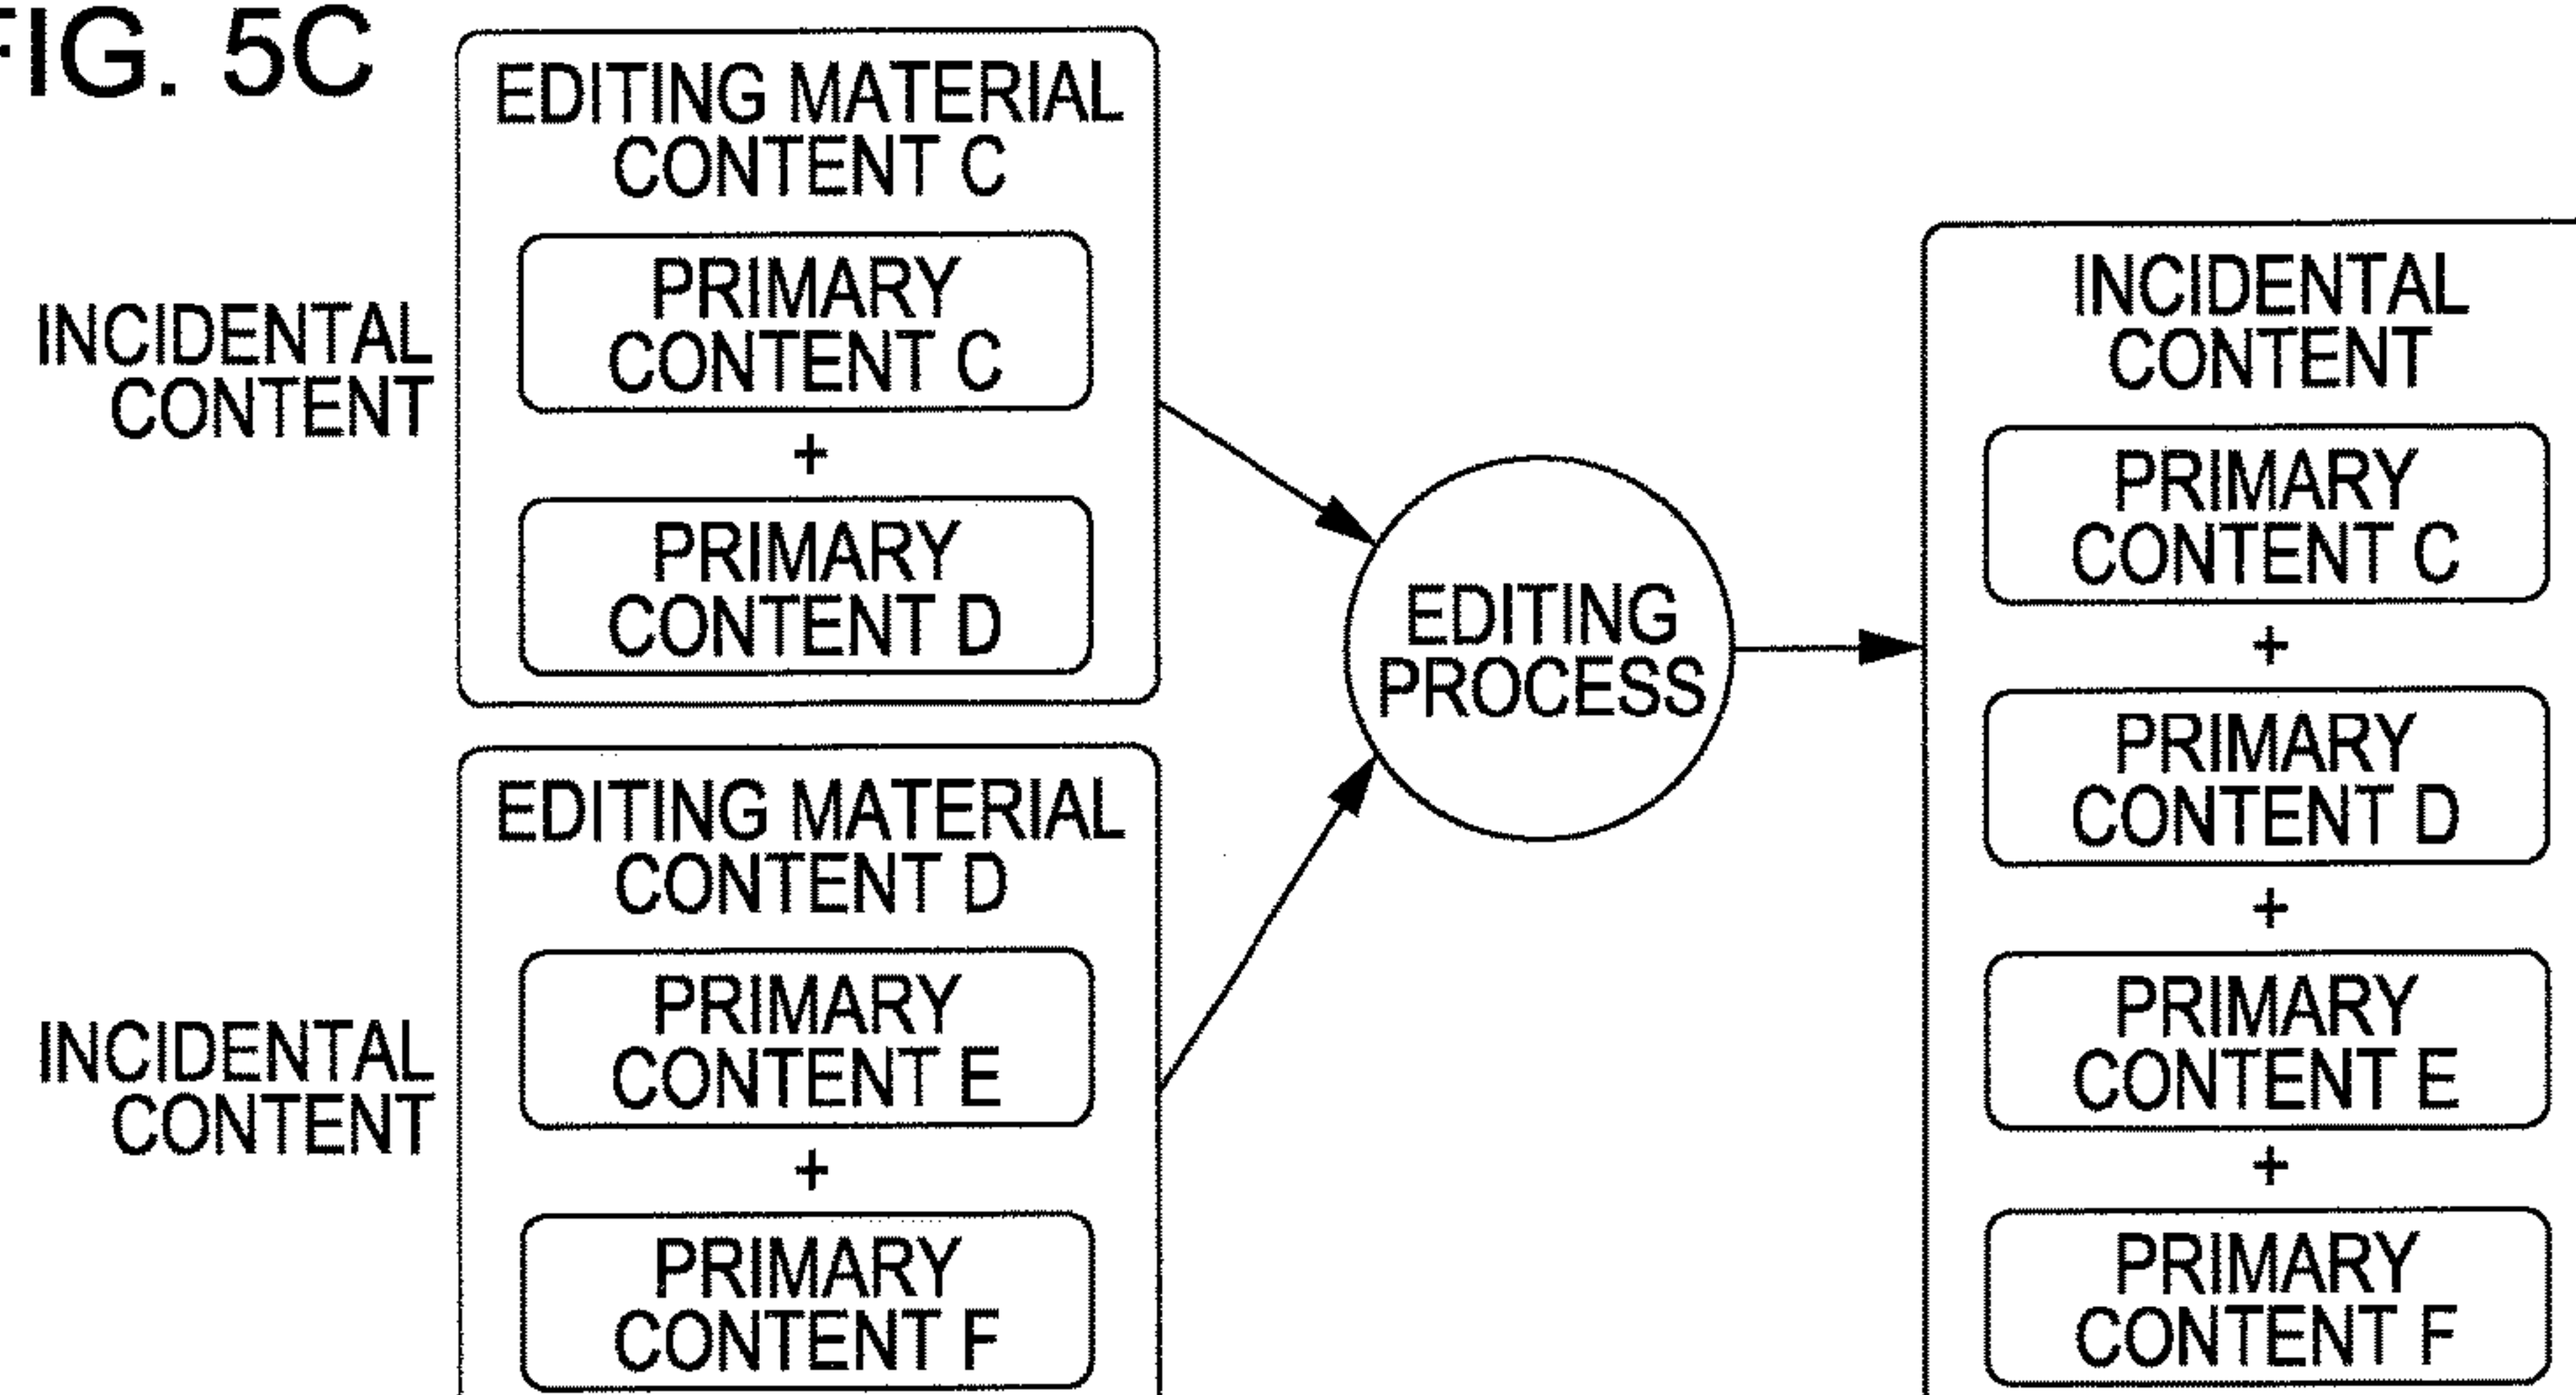 FIG. 5C
EDITING MATERIAL
CONTENT C
INCIDENTAL
CONTENT
PRIMARY
CONTENT C
+
PRIMARY
CONTENT D
EDITING MATERIAL
CONTENT D
INCIDENTAL
CONTENT
PRIMARY
CONTENT E
+
PRIMARY
CONTENT F
EDITING
PROCESS
INCIDENTAL
CONTENT
PRIMARY
CONTENT C
+
PRIMARY
CONTENT D
+
PRIMARY
CONTENT E
+
PRIMARY
CONTENT F